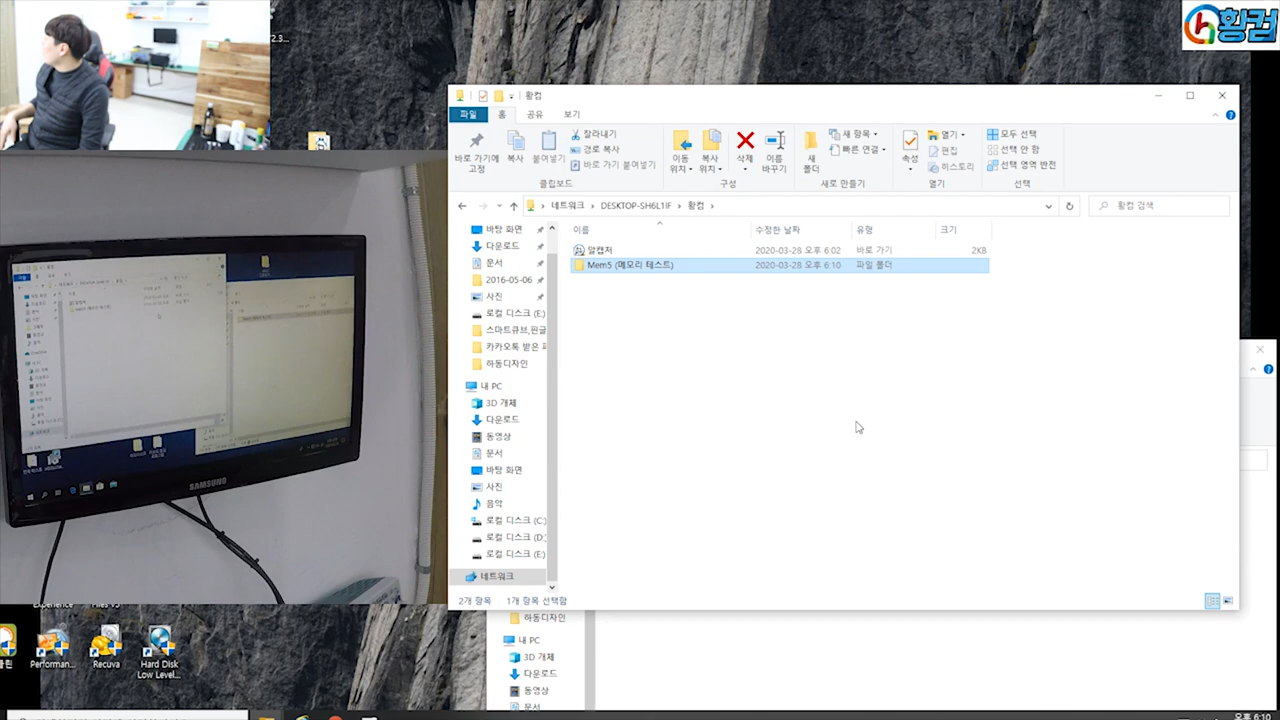 황컴
황컴
파일
홈
공유
보기
바로 가기에 고정
복사
붙여넣기
잘라내기
경로 복사
바로 가기 붙여넣기
클립보드
이동 위치
복사 위치
삭제
이름 바꾸기
구성
새 폴더
새 항목
빠른 연결
새로 만들기
속성
열기
편집
히스토리
열기
모두 선택
선택 안 함
선택 영역 반전
선택
네트워크 > DESKTOP-SH6L1IF > 황컴 >
황컴 검색
이름 수정한 날짜 유형 크기
알캡처 2020-03-28 오후 6:02 바로 가기 2KB
Mem5 (메모리 테스트) 2020-03-28 오후 6:10 파일 폴더
바탕 화면
다운로드
문서
2016-05-06
사진
로컬 디스크 (E:)
스마트큐브,핀글
카카오톡 받은 파
하동디자인
내 PC
3D 개체
다운로드
동영상
문서
바탕 화면
사진
음악
로컬 디스크 (C:)
로컬 디스크 (D:
로컬 디스크 (E:)
네트워크
2개 항목 1개 항목 선택함
SAMSUNG
하동디자인
내 PC
3D 개체
다운로드
동영상
문서
Performan...
Recuva
Hard Disk
Low Level...
오후 6:10